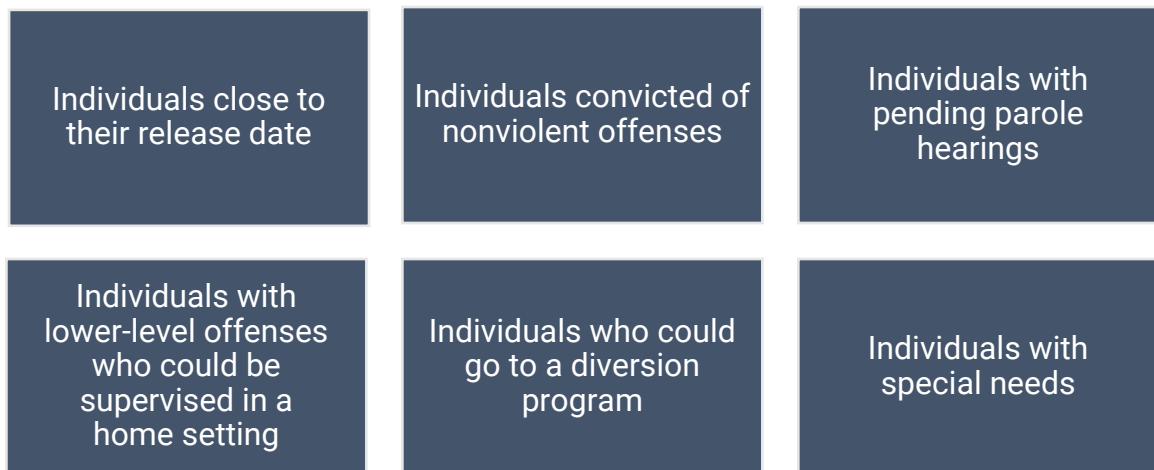 Individuals close to
their release date
Individuals convicted of
nonviolent offenses
Individuals with
pending parole
hearings
Individuals with
lower-level offenses
who could be
supervised in a
home setting
Individuals who could
go to a diversion
program
Individuals with
special needs